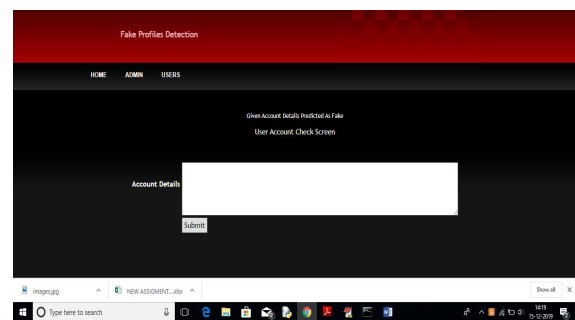 Fake Profiles Detection
HOME ADMIN USERS
Given Account Details Predicted As Fake
User Account Check Screen
Account Details
Submit
images.jpg
NEW ASSIGMENT....xlsx
Show all
Type here to search
14:19
15-12-2019